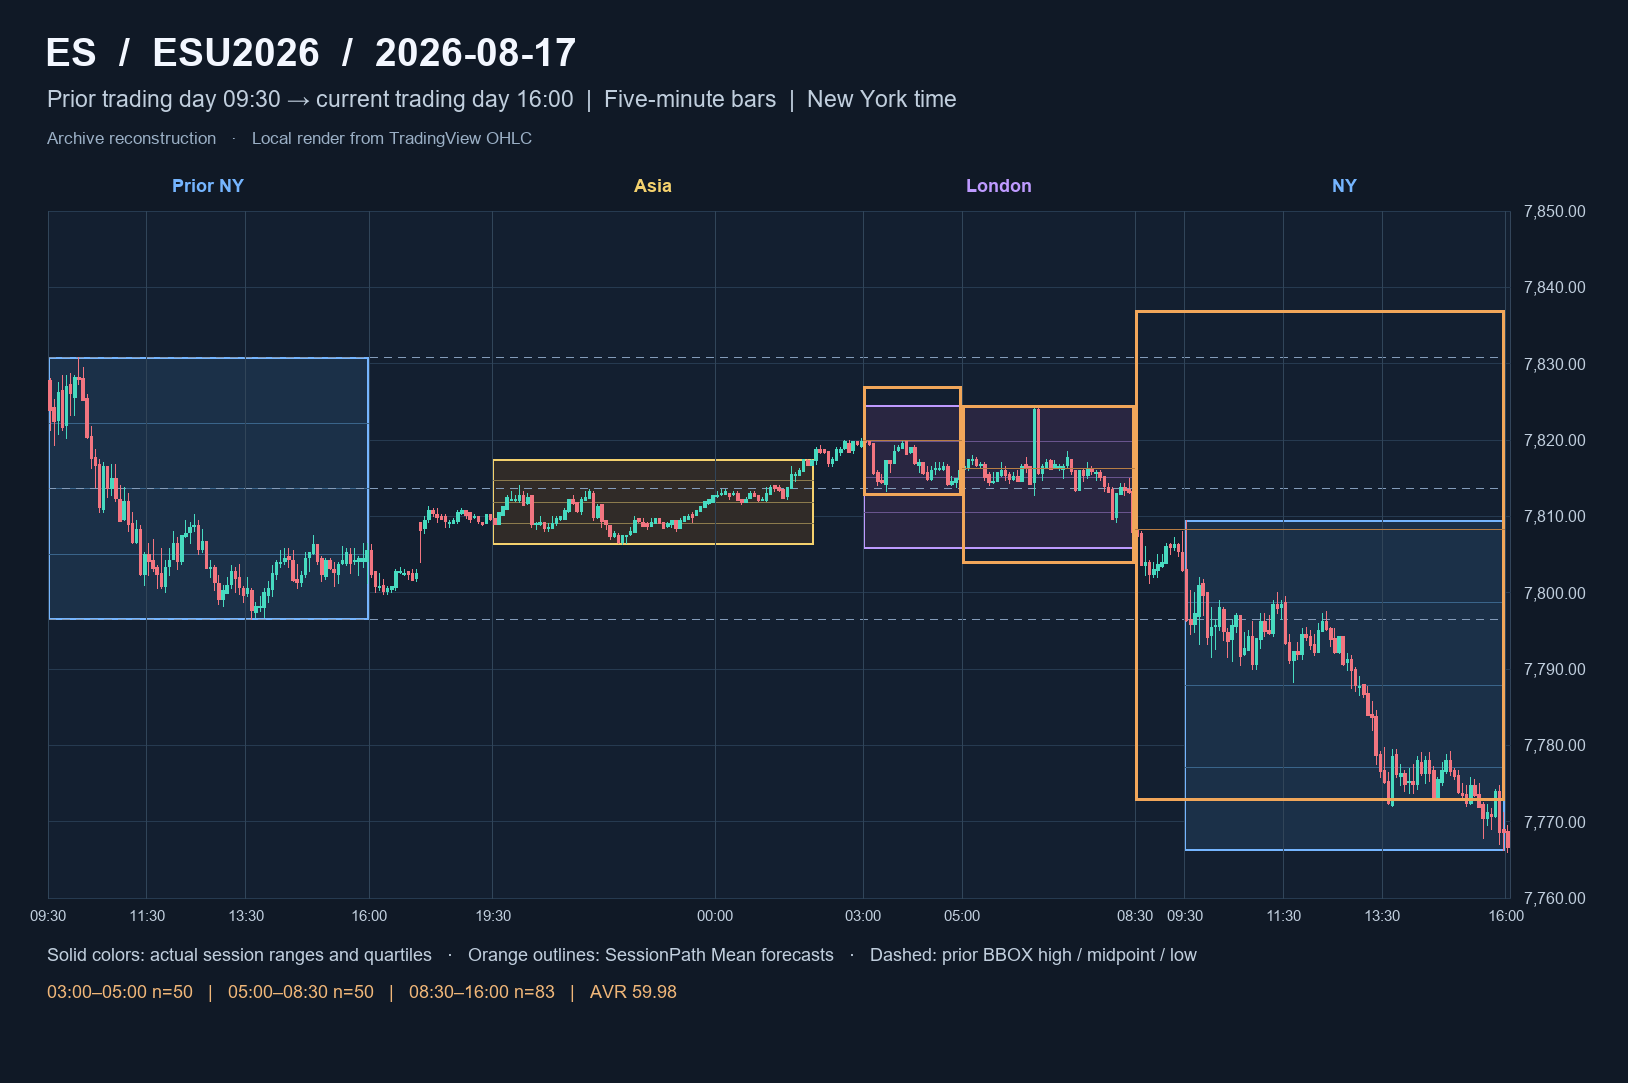 ES / ESU2026 / 2026-08-17
Prior trading day 09:30 → current trading day 16:00 | Five-minute bars | New York time
Archive reconstruction · Local render from TradingView OHLC
Prior NY Asia London NY
7,850.00
7,840.00
7,830.00
7,820.00
7,810.00
7,800.00
7,790.00
7,780.00
7,770.00
7,760.00
09:30 11:30 13:30 16:00 19:30 00:00 03:00 05:00 08:30 09:30 11:30 13:30 16:00
Solid colors: actual session ranges and quartiles · Orange outlines: SessionPath Mean forecasts · Dashed: prior BBOX high / midpoint / low
03:00–05:00 n=50 | 05:00–08:30 n=50 | 08:30–16:00 n=83 | AVR 59.98